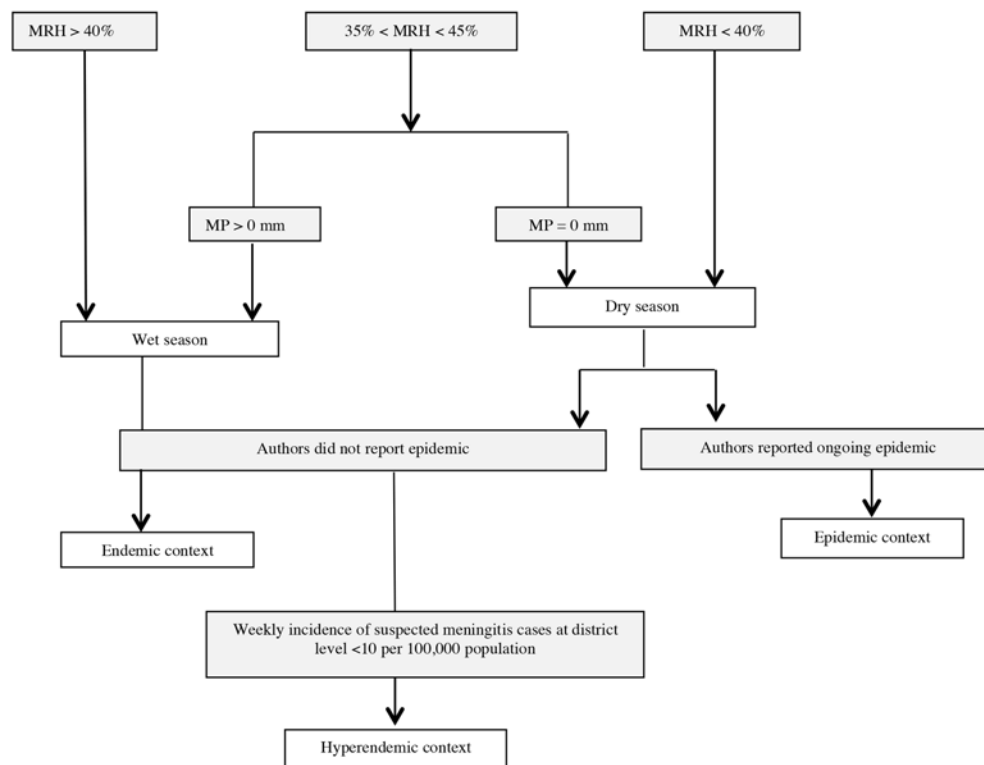 MRH > 40%
35% < MRH < 45%
MRH < 40%
MP > 0 mm
MP = 0 mm
Wet season
Dry season
Authors did not report epidemic
Authors reported ongoing epidemic
Endemic context
Epidemic context
Weekly incidence of suspected meningitis cases at district
level <10 per 100,000 population
Hyperendemic context